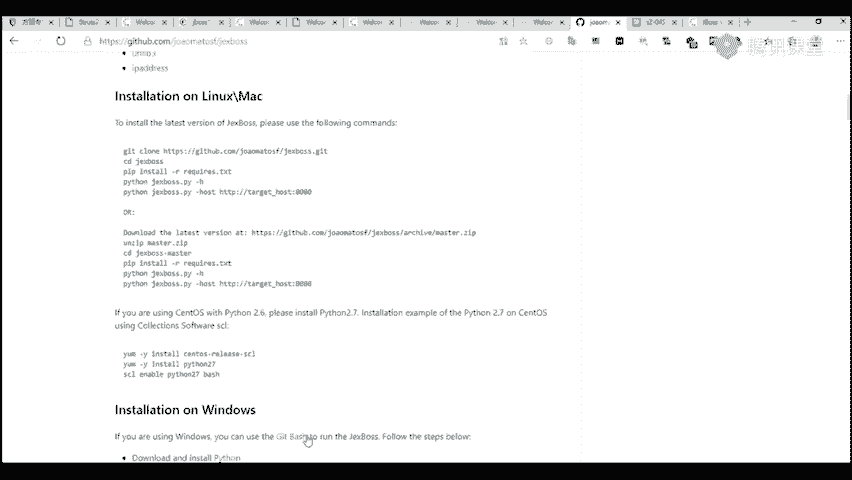 Struts2
Welco
jboss
Welco
Welco
Welco
Welco
Welco
Welco
Welco
joaom
https://github.com/joaomatosf/jexboss
腾讯课堂
ipaddress
Installation on Linux\Mac
To install the latest version of JexBoss, please use the following commands:
git clone https://github.com/joaomatosf/jexboss.git
cd jexboss
pip install -r requires.txt
python jexboss.py -h
python jexboss.py -host http://target_host:8080
OR:
Download the latest version at: https://github.com/joaomatosf/jexboss/archive/master.zip
unzip master.zip
cd jexboss-master
pip install -r requires.txt
python jexboss.py -h
python jexboss.py -host http://target_host:8080
If you are using CentOS with Python 2.6, please install Python2.7. Installation example of the Python 2.7 on CentOS
using Collections Software scl:
yum -y install centos-release-scl
yum -y install python27
scl enable python27 bash
Installation on Windows
If you are using Windows, you can use the Git Bash to run the JexBoss. Follow the steps below:
Download and install Python